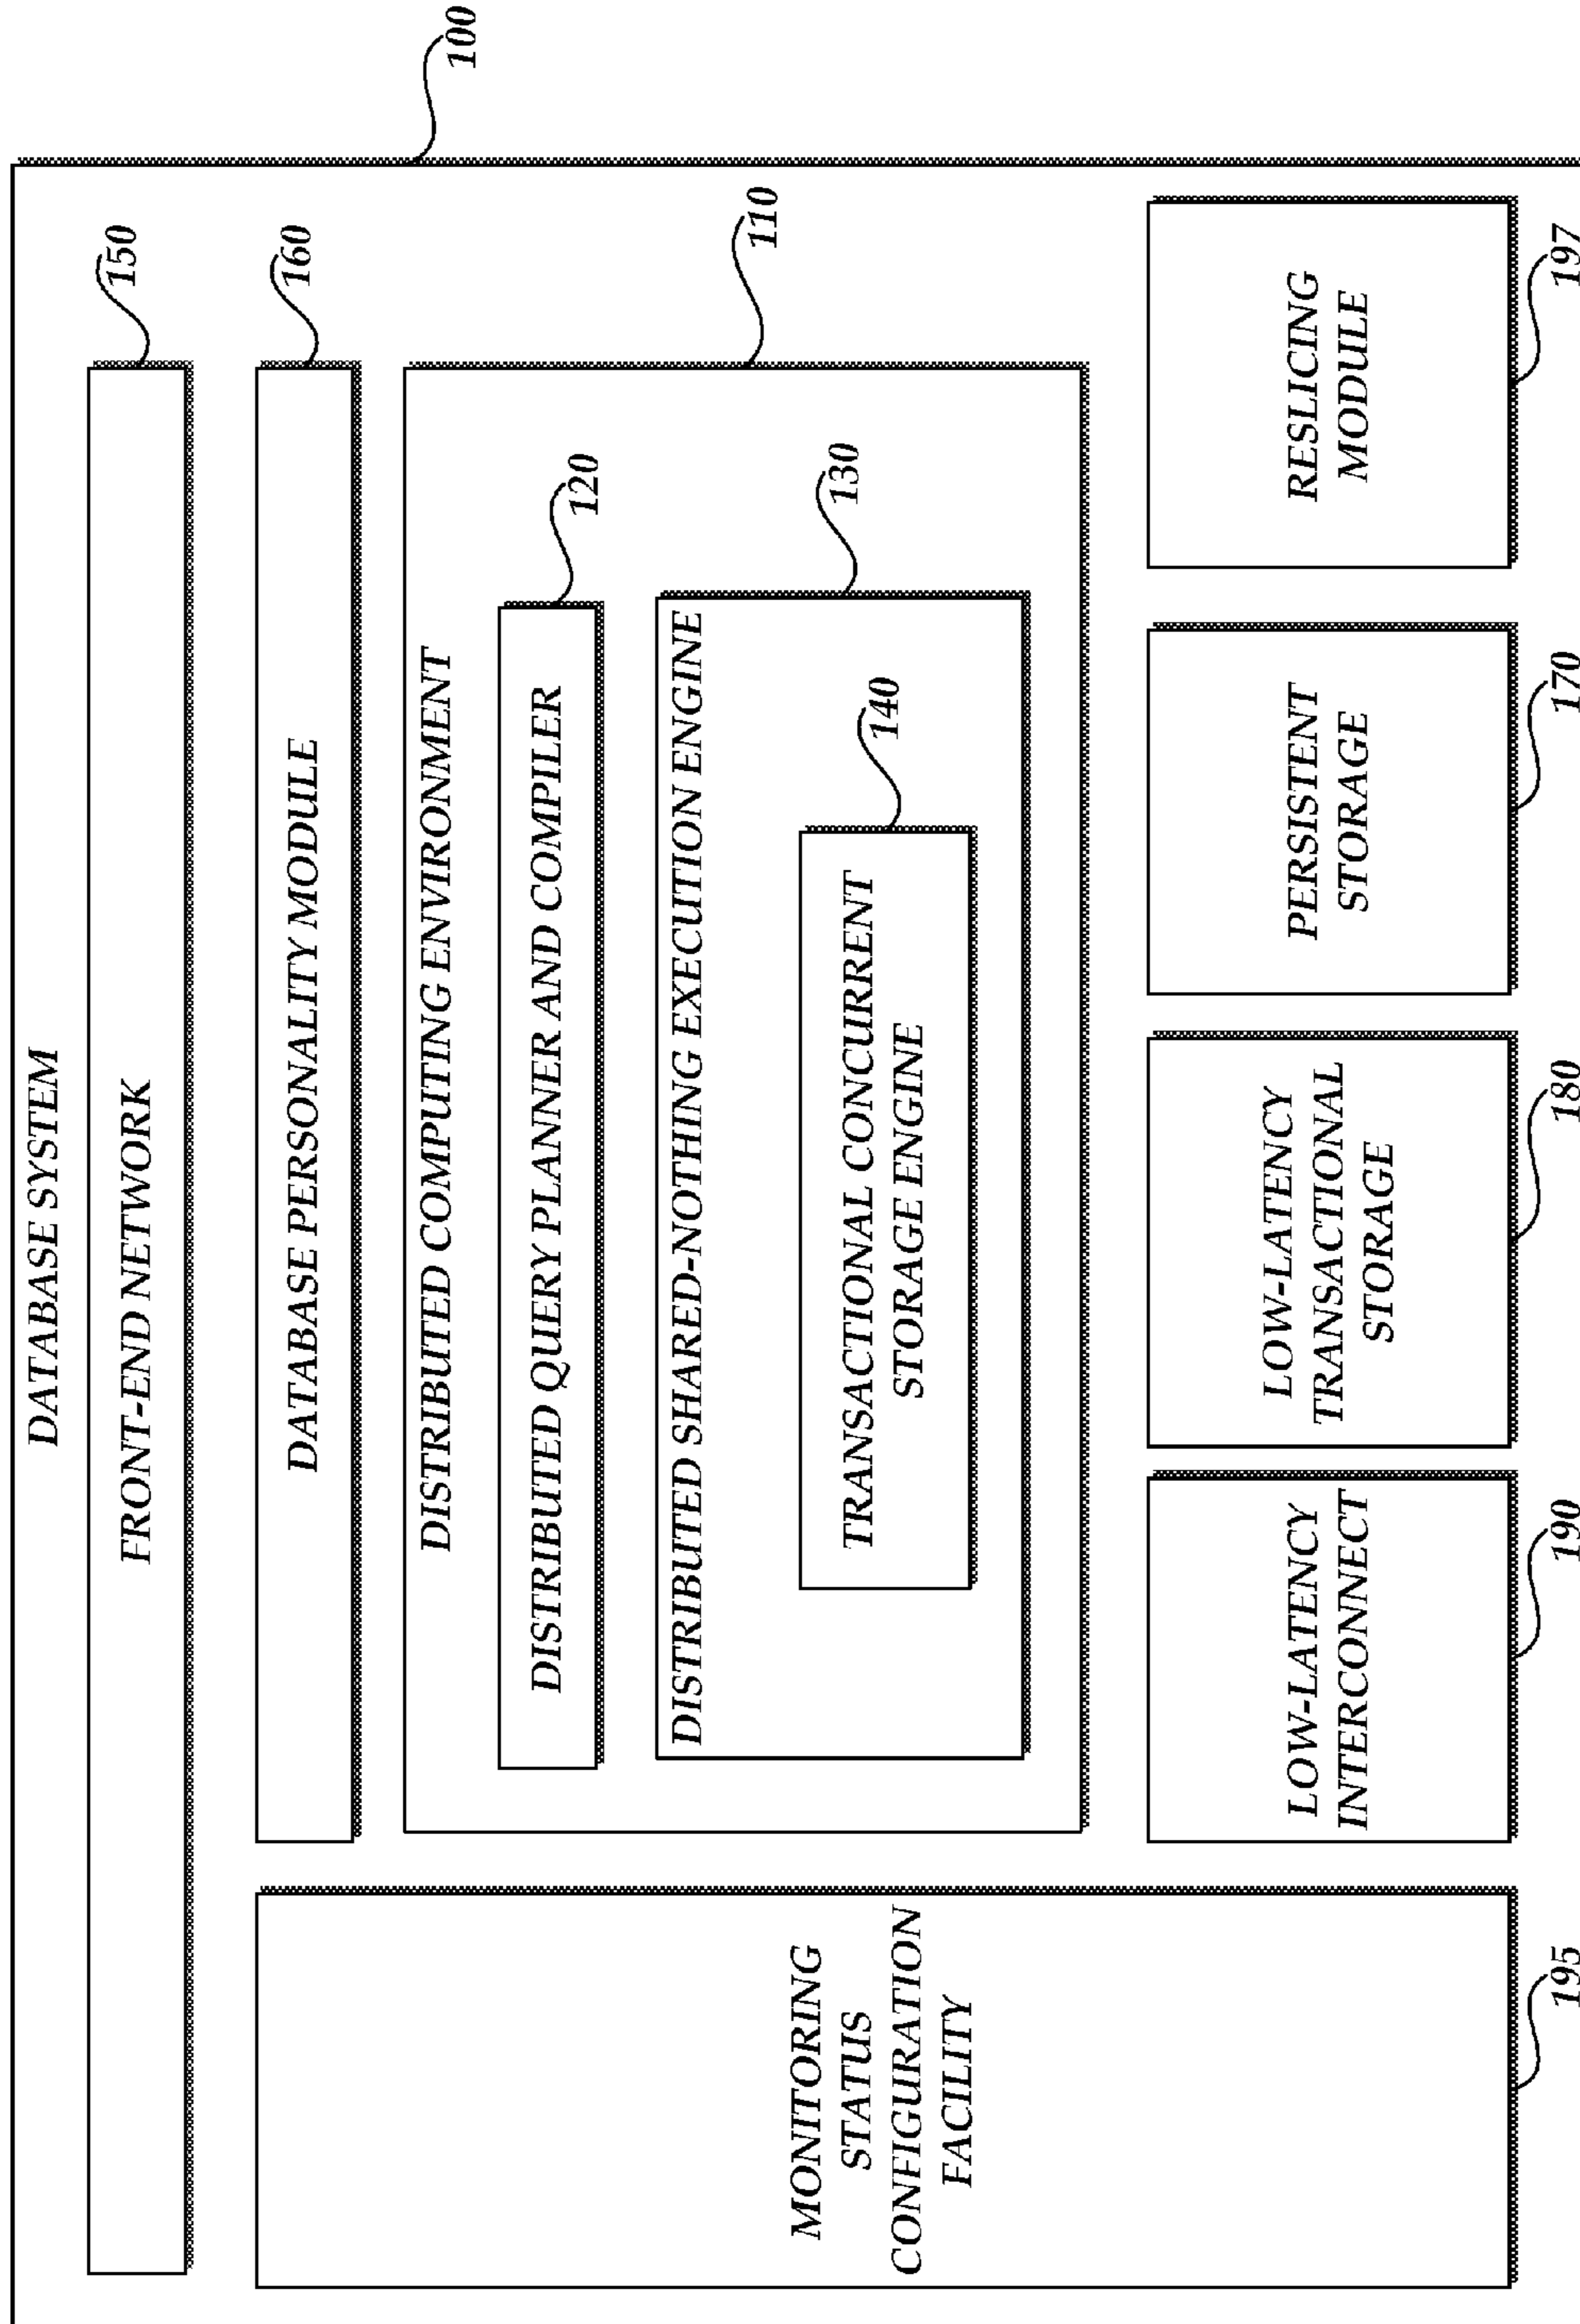 DATABASE SYSTEM
100
FRONT-END NETWORK
150
DATABASE PERSONALITY MODULE
160
DISTRIBUTED COMPUTING ENVIRONMENT
110
DISTRIBUTED QUERY PLANNER AND COMPILER
120
DISTRIBUTED SHARED-NOTHING EXECUTION ENGINE
130
TRANSACTIONAL CONCURRENT
STORAGE ENGINE
140
MONITORING
STATUS
CONFIGURATION
FACILITY
195
LOW-LATENCY
INTERCONNECT
190
LOW-LATENCY
TRANSACTIONAL
STORAGE
180
PERSISTENT
STORAGE
170
RESLICING
MODULE
197